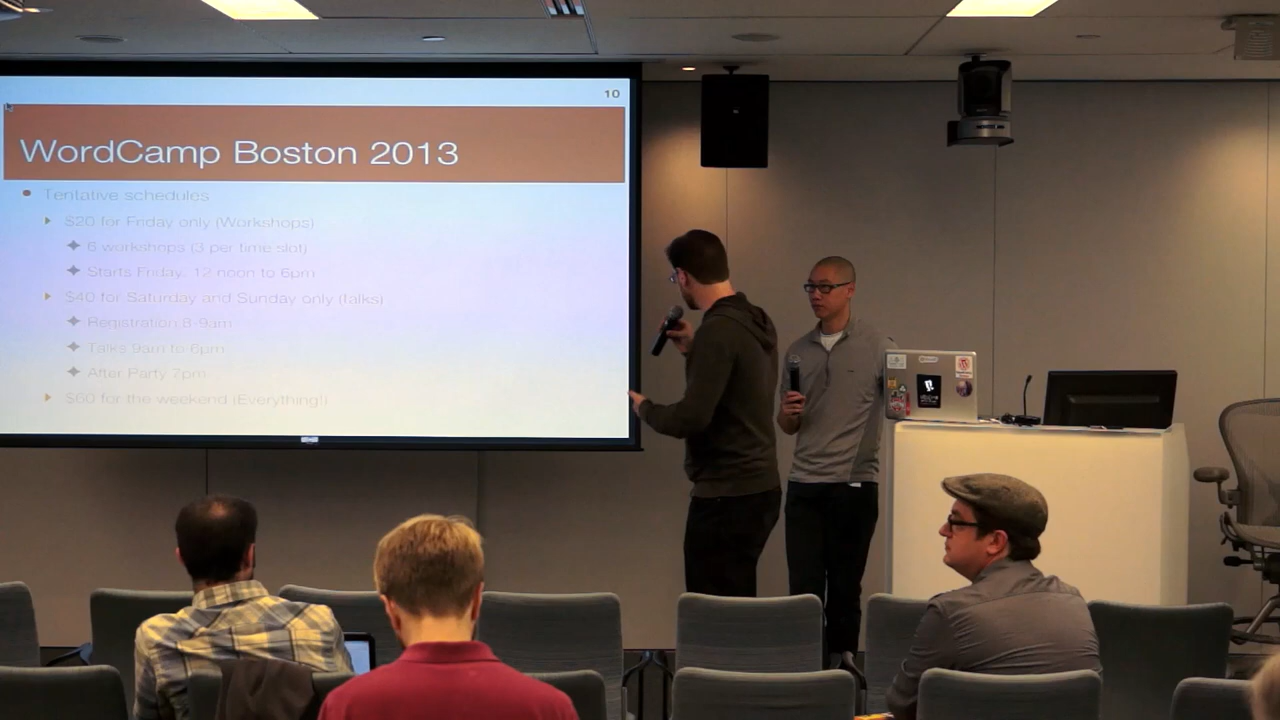 10
WordCamp Boston 2013
Tentative schedules
$20 for Friday only (Workshops)
6 workshops (3 per time slot)
Starts Friday, 12 noon to 6pm
$40 for Saturday and Sunday only (talks)
Registration 8-9am
Talks 9am to 6pm
After Party 7pm
$60 for the weekend (Everything!)